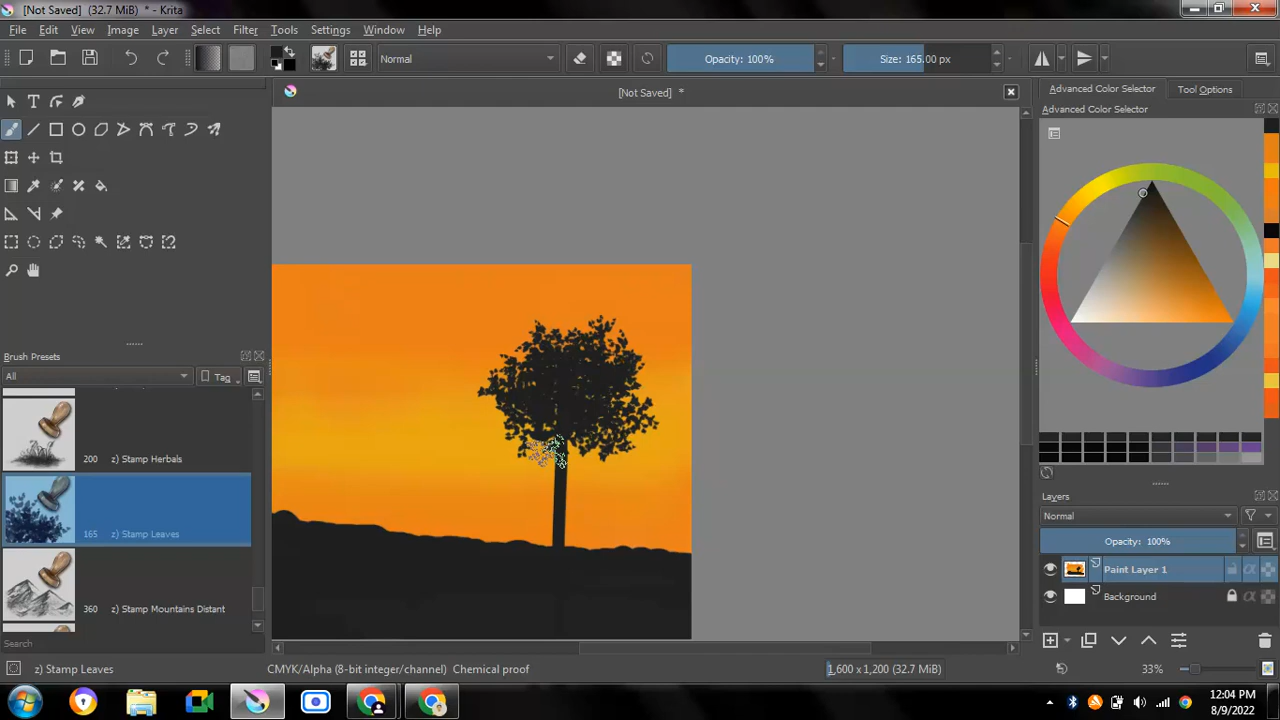 [Not Saved] (32.7 MiB) * - Krita
File Edit View Image Layer Select Filter Tools Settings Window Help
Normal Opacity: 100% Size: 165.00 px
[Not Saved] *
Advanced Color Selector Tool Options
Advanced Color Selector
Brush Presets
All Tag
200 z) Stamp Herbals
165 z) Stamp Leaves
360 z) Stamp Mountains Distant
Search
Layers
Normal
Opacity: 100%
Paint Layer 1
Background
z) Stamp Leaves CMYK/Alpha (8-bit integer/channel) Chemical proof 1,600 x 1,200 (32.7 MiB) 33%
12:04 PM
8/9/2022